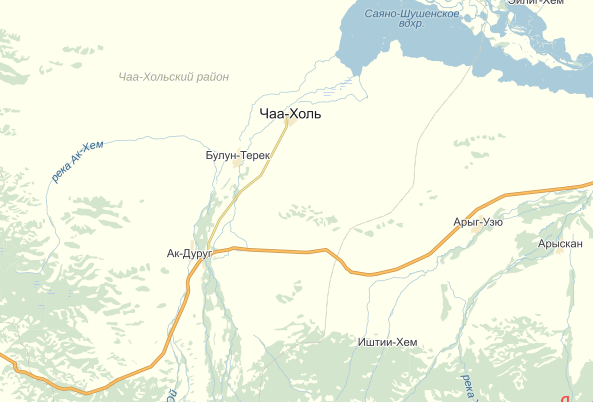 Эйлиг-Хем
Саяно-Шушенское
вдхр.
Чаа-Хольский район
Чаа-Холь
река Ак-Хем
Булун-Терек
Арыг-Узю
Ак-Дуруг
Арыскан
Иштии-Хем
река
Я